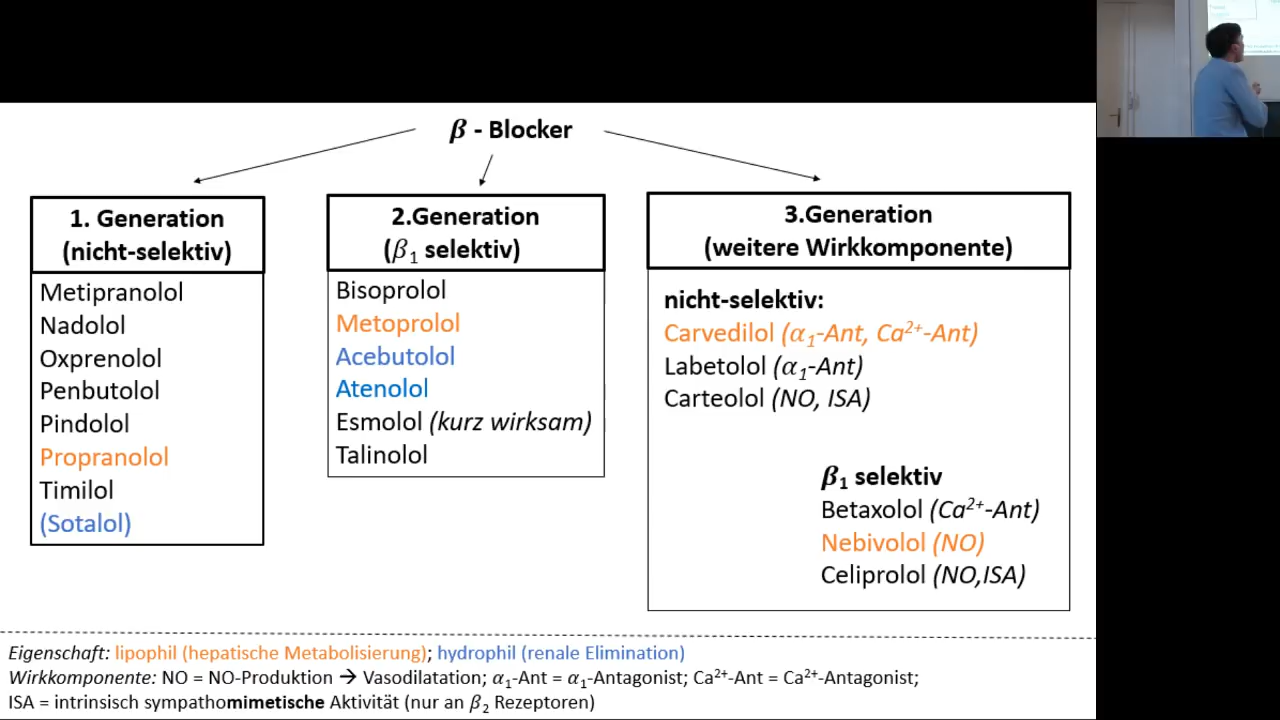 β - Blocker
1. Generation
(nicht-selektiv)
Metipranolol
Nadolol
Oxprenolol
Penbutolol
Pindolol
Propranolol
Timilol
(Sotalol)
2.Generation
(β₁ selektiv)
Bisoprolol
Metoprolol
Acebutolol
Atenolol
Esmolol (kurz wirksam)
Talinolol
3.Generation
(weitere Wirkkomponente)
nicht-selektiv:
Carvedilol (α₁-Ant, Ca²⁺-Ant)
Labetolol (α₁-Ant)
Carteolol (NO, ISA)
β₁ selektiv
Betaxolol (Ca²⁺-Ant)
Nebivolol (NO)
Celiprolol (NO,ISA)
Eigenschaft: lipophil (hepatische Metabolisierung); hydrophil (renale Elimination)
Wirkkomponente: NO = NO-Produktion → Vasodilatation; α₁-Ant = α₁-Antagonist; Ca²⁺-Ant = Ca²⁺-Antagonist;
ISA = intrinsisch sympathomimetische Aktivität (nur an β₂ Rezeptoren)